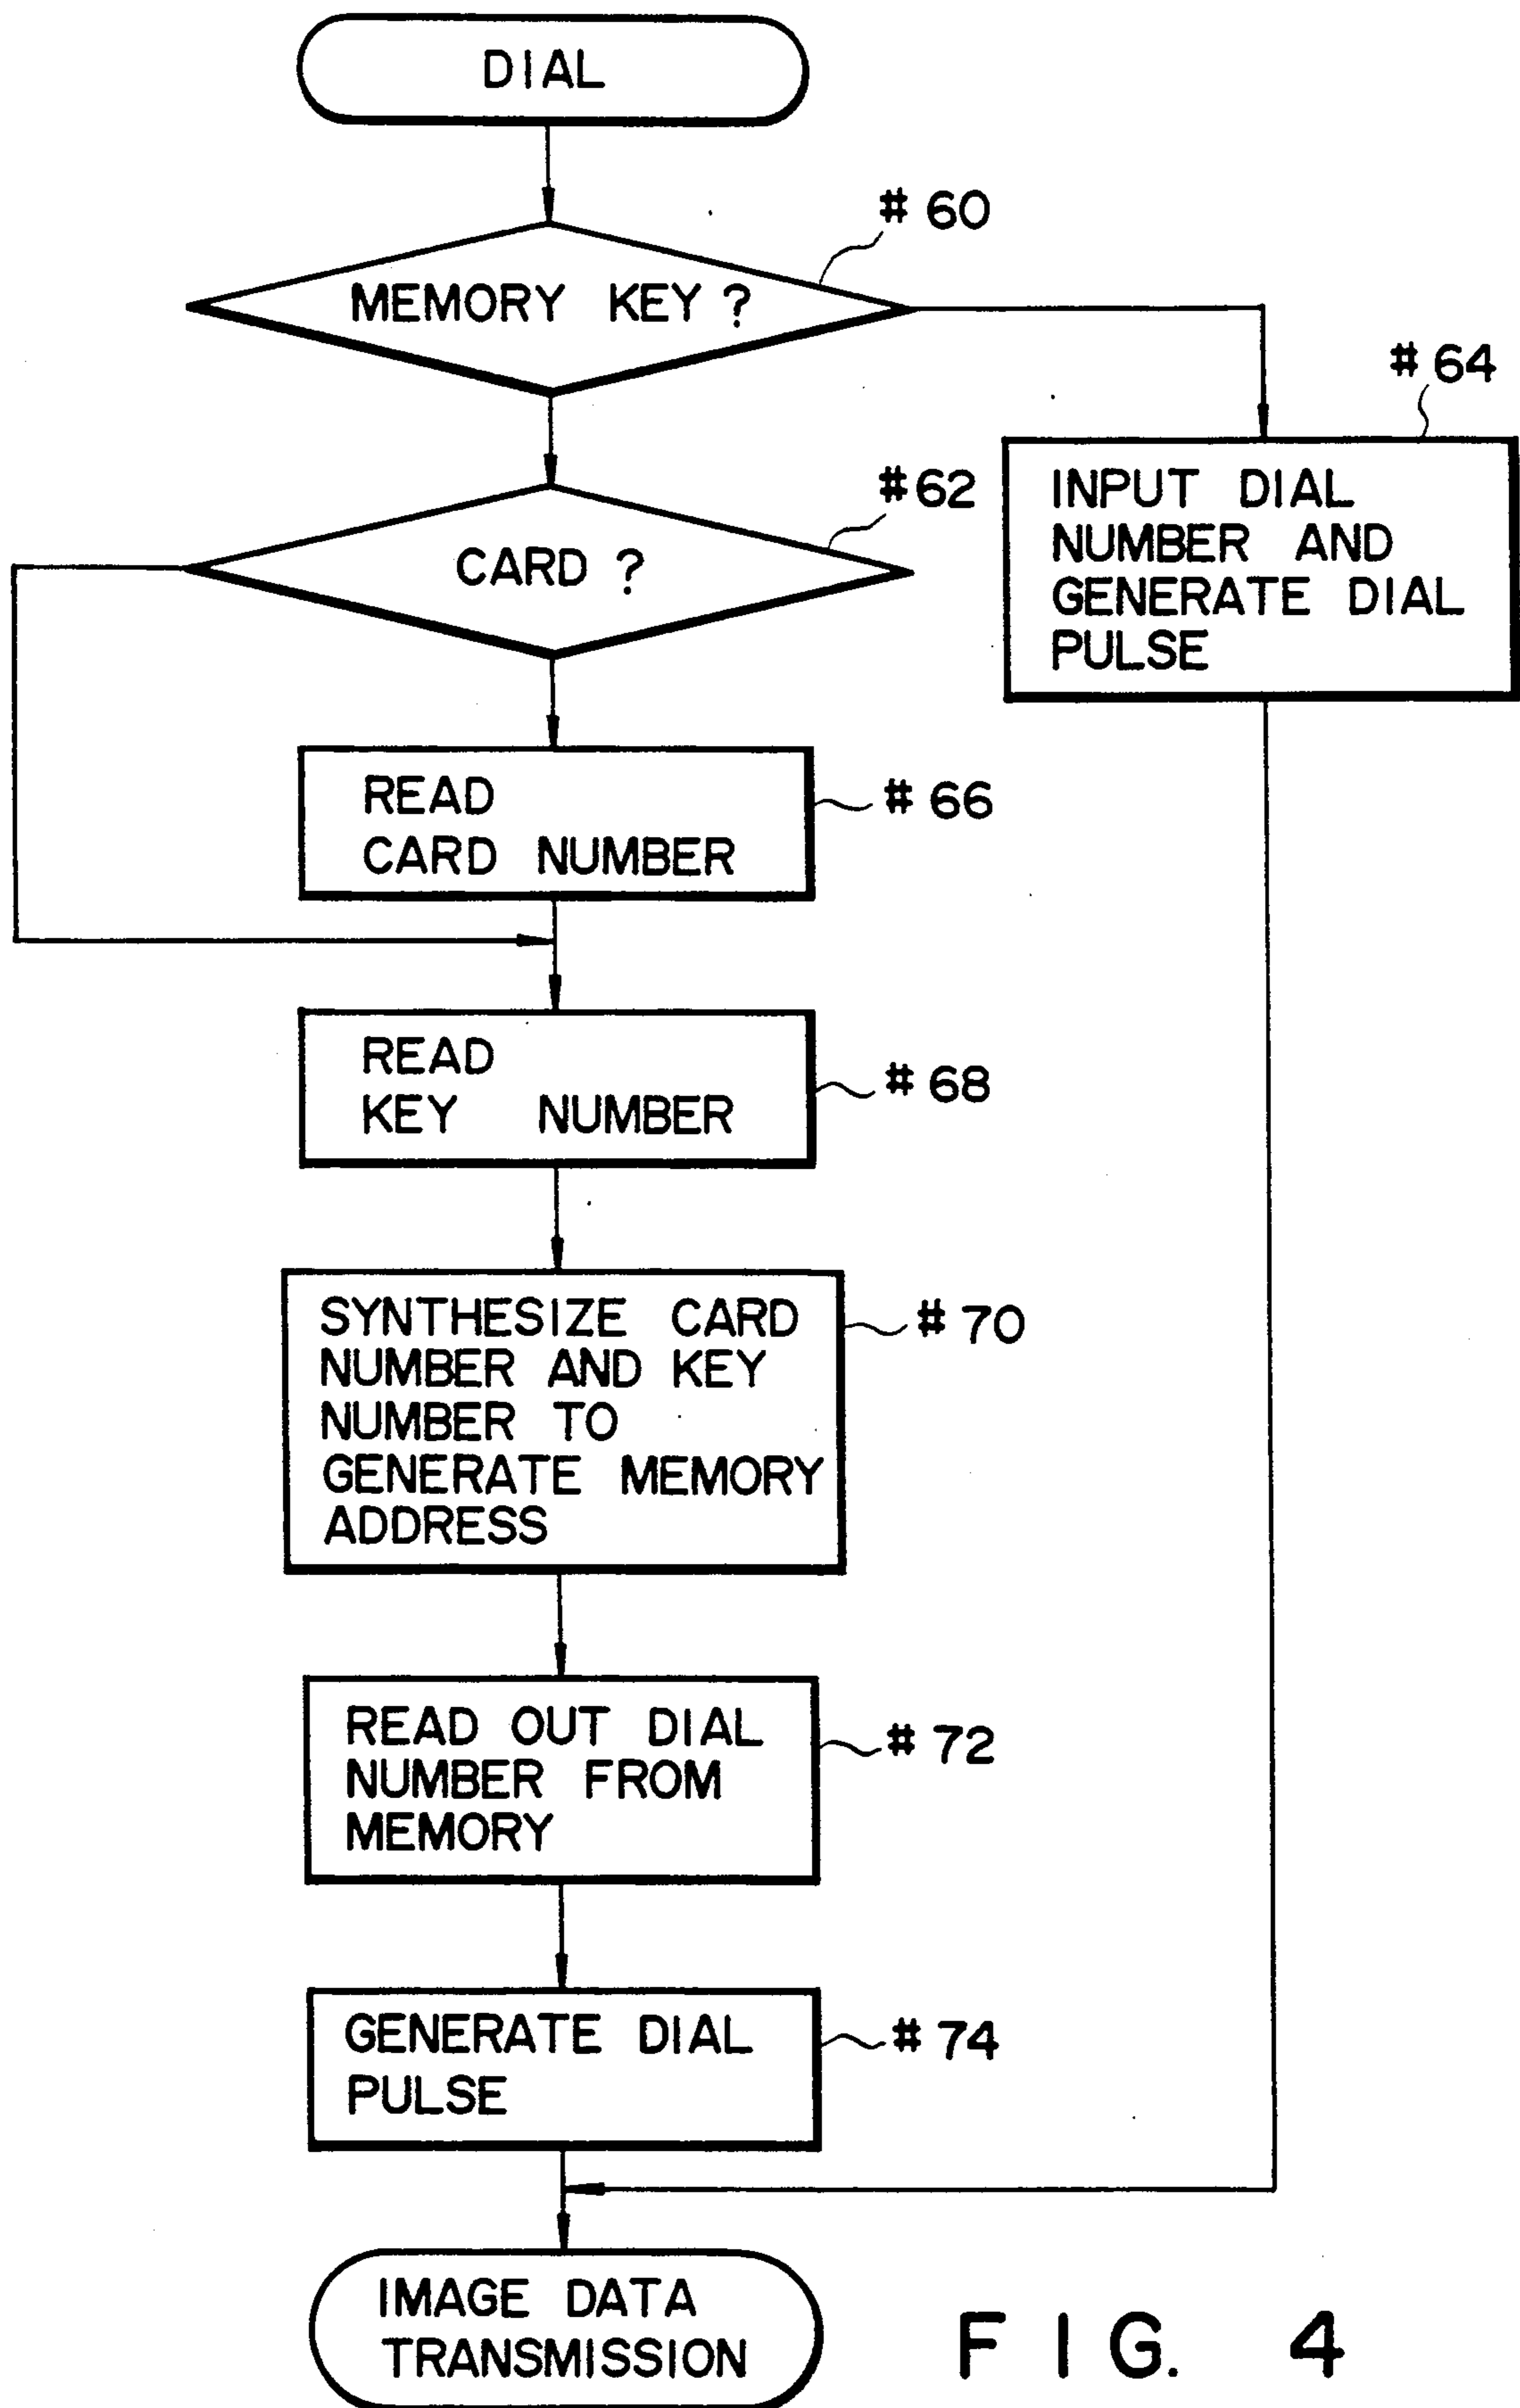 DIAL
# 60
MEMORY KEY ?
# 64
INPUT DIAL
NUMBER AND
GENERATE DIAL
PULSE
#62
CARD ?
READ
CARD NUMBER
# 66
READ
KEY NUMBER
# 68
SYNTHESIZE CARD
NUMBER AND KEY
NUMBER TO
GENERATE MEMORY
ADDRESS
# 70
READ OUT DIAL
NUMBER FROM
MEMORY
# 72
GENERATE DIAL
PULSE
# 74
IMAGE DATA
TRANSMISSION
FIG. 4